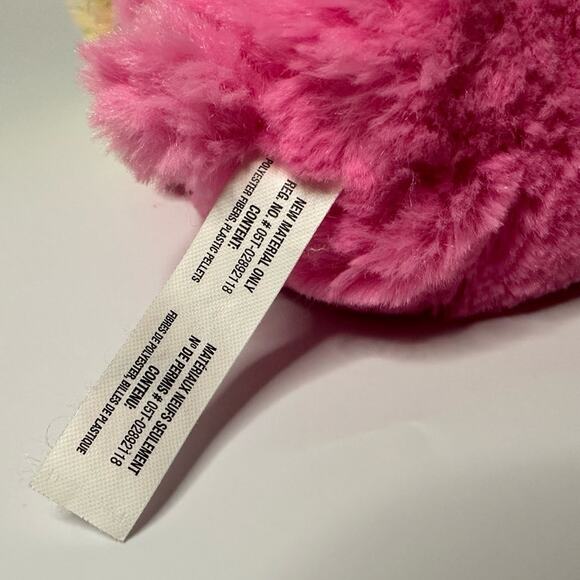 NEW MATERIAL ONLY
REG. NO. # 05T-02892118
CONTENT:
POLYESTER FIBERS, PLASTIC PELLETS
MATÉRIAUX NEUFS SEULEMENT
Nº DE PERMIS # 05T-02892118
CONTENU:
FIBRES DE POLYESTER, BILLES DE PLASTIQUE